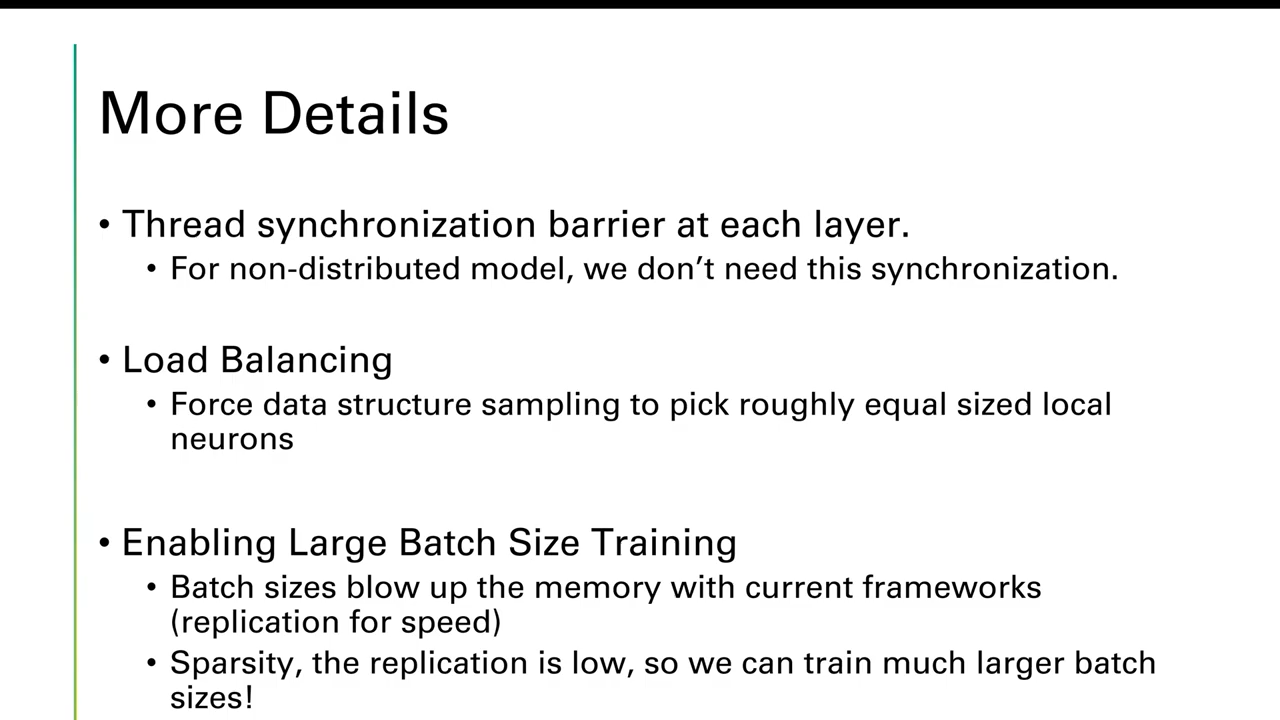 More Details
• Thread synchronization barrier at each layer.
• For non-distributed model, we don’t need this synchronization.
• Load Balancing
• Force data structure sampling to pick roughly equal sized local
neurons
• Enabling Large Batch Size Training
• Batch sizes blow up the memory with current frameworks
(replication for speed)
• Sparsity, the replication is low, so we can train much larger batch
sizes!